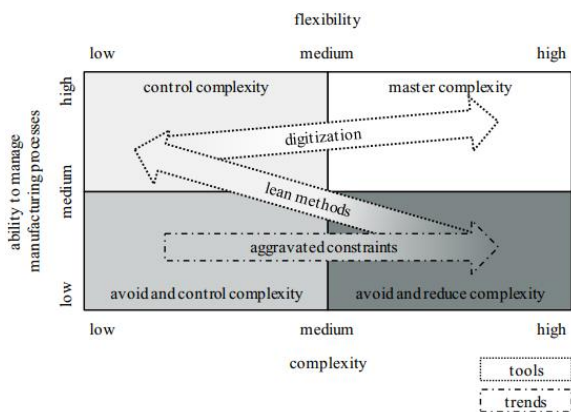 flexibility
low medium high
control complexity master complexity
digitization
lean methods
aggravated constraints
avoid and control complexity avoid and reduce complexity
ability to manage
manufacturing processes
high
medium
low
low medium high
complexity
tools
trends